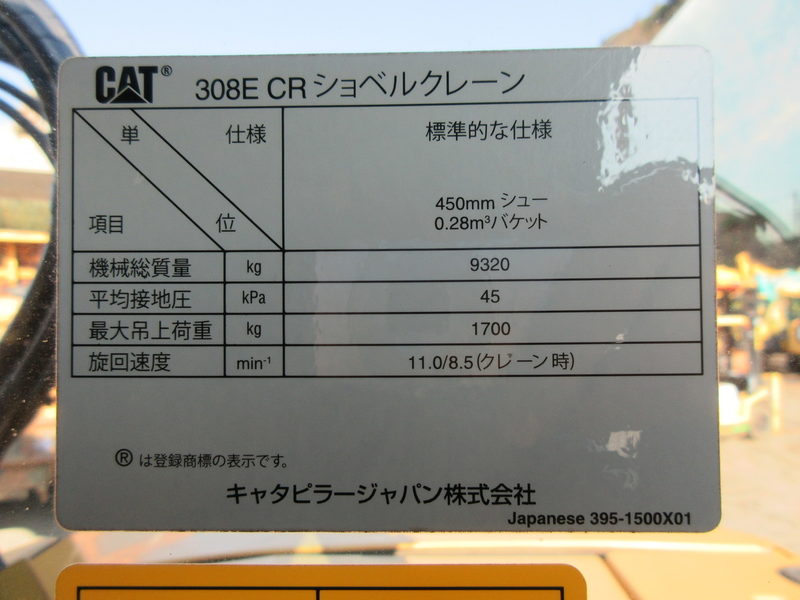 CAT® 308E CR ショベルクレーン
単 仕様 標準的な仕様
450mm シュー
項目 位 0.28m³バケット
機械総質量 kg 9320
平均接地圧 kPa 45
最大吊上荷重 kg 1700
旋回速度 min⁻¹ 11.0/8.5(クレーン時)
® は登録商標の表示です。
キャタピラージャパン株式会社
Japanese 395-1500X01